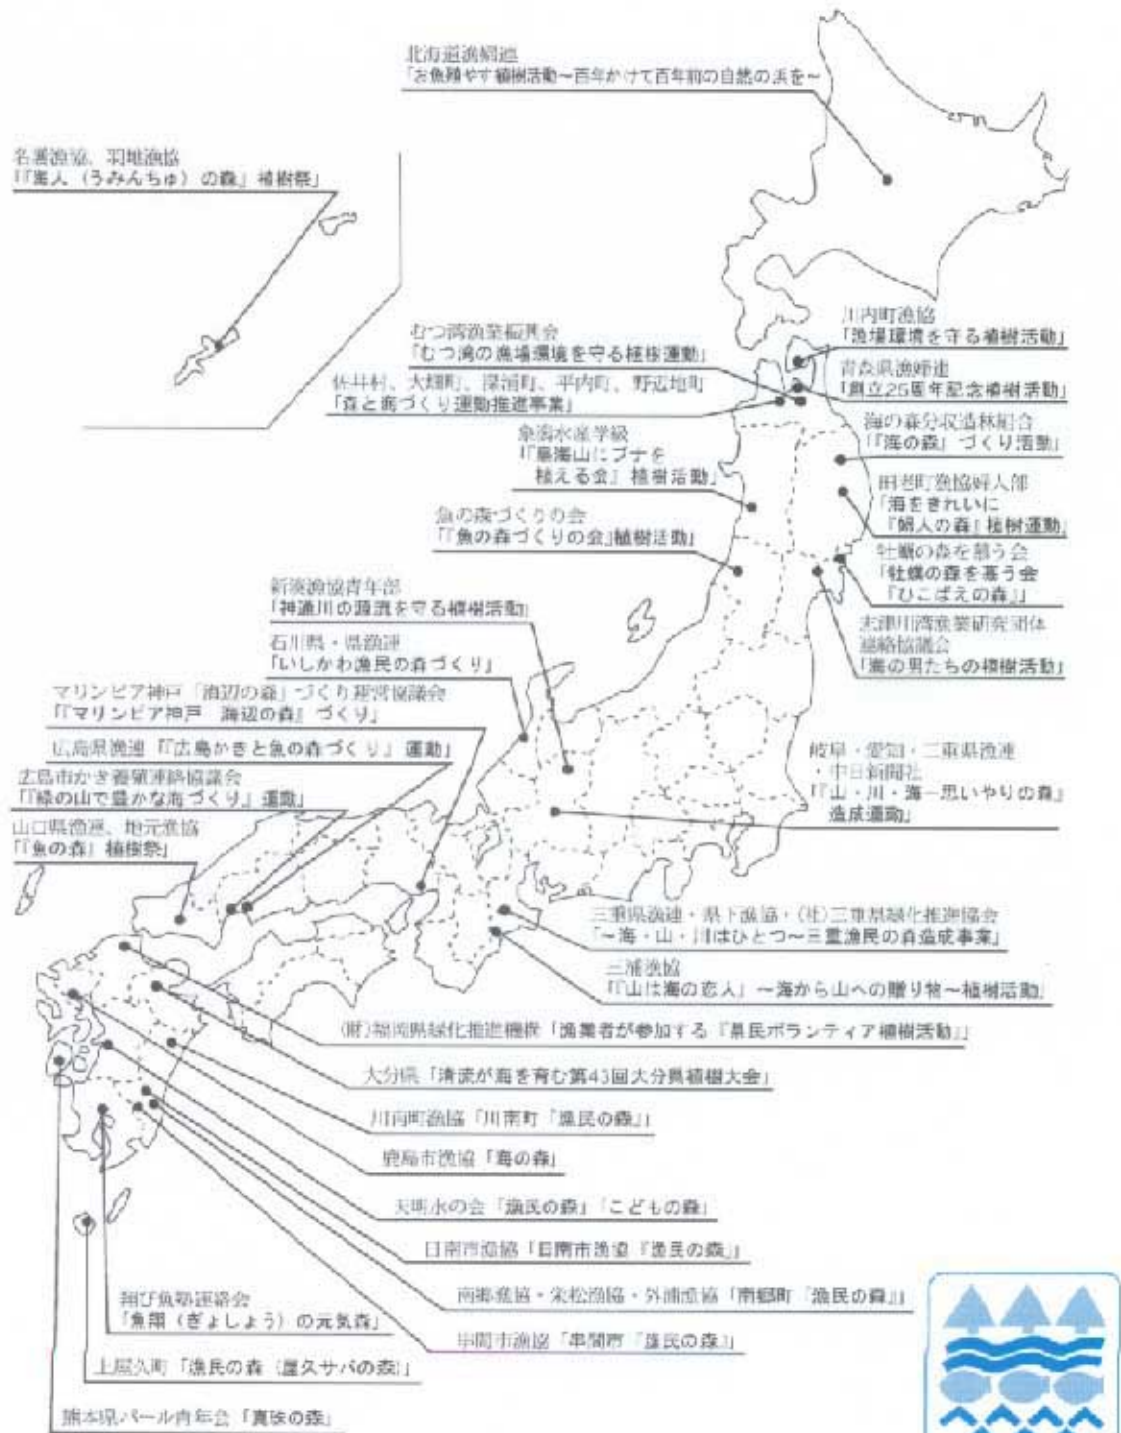 北海道漁婦連
「お魚殖やす植樹活動～百年かけて百年前の自然の浜を～
名護漁協、羽地漁協
「『海人（うみんちゅ）の森』植樹祭」
川内町漁協
「漁場環境を守る植樹活動」
むつ湾漁業振興会
「むつ湾の漁場環境を守る植樹運動」
青森県漁婦連
「創立25周年記念植樹活動」
佐井村、大畑町、深浦町、平内町、野辺地町
「森と海づくり運動推進事業」
海の森分収造林組合
「『海の森』づくり活動」
象潟水産学級
「『鳥海山にブナを
植える会』植樹活動」
田老町漁協婦人部
「海をきれいに
『婦人の森』植樹運動」
魚の森づくりの会
「『魚の森づくりの会』植樹活動」
牡蠣の森を慕う会
「牡蠣の森を慕う会
『ひこばえの森』」
新湊漁協青年部
「神通川の源流を守る植樹活動」
志津川湾漁業研究団体
連絡協議会
「海の男たちの植樹活動」
石川県・県漁連
「いしかわ漁民の森づくり」
マリンピア神戸「海辺の森」づくり運営協議会
「『マリンピア神戸 海辺の森』づくり」
広島県漁連「『広島かきと魚の森づくり』運動」
岐阜・愛知・三重県漁連
・中日新聞社
「『山・川・海－思いやりの森』
造成運動」
広島市かき養殖連絡協議会
「『緑の山で豊かな海づくり』運動」
山口県漁連、地元漁協
「『魚の森』植樹祭」
三重県漁連・県下漁協・(社)三重県緑化推進協会
「～海・山・川はひとつ～三重漁民の森造成事業」
三浦漁協
「『山は海の恋人』～海から山への贈り物～植樹活動」
(財)福岡県緑化推進機構「漁業者が参加する『県民ボランティア植樹活動』」
大分県「清流が海を育む第43回大分県植樹大会」
川南町漁協「川南町『漁民の森』」
鹿島市漁協「海の森」
天明水の会「漁民の森」「こどもの森」
日南市漁協「日南市漁協『漁民の森』」
南郷漁協・栄松漁協・外浦漁協「南郷町『漁民の森』」
翔び魚塾連絡会
「魚翔（ぎょしょう）の元気森」
串間市漁協「串間市『漁民の森』」
上屋久町「漁民の森（屋久サバの森）」
熊本県パール青年会「真珠の森」